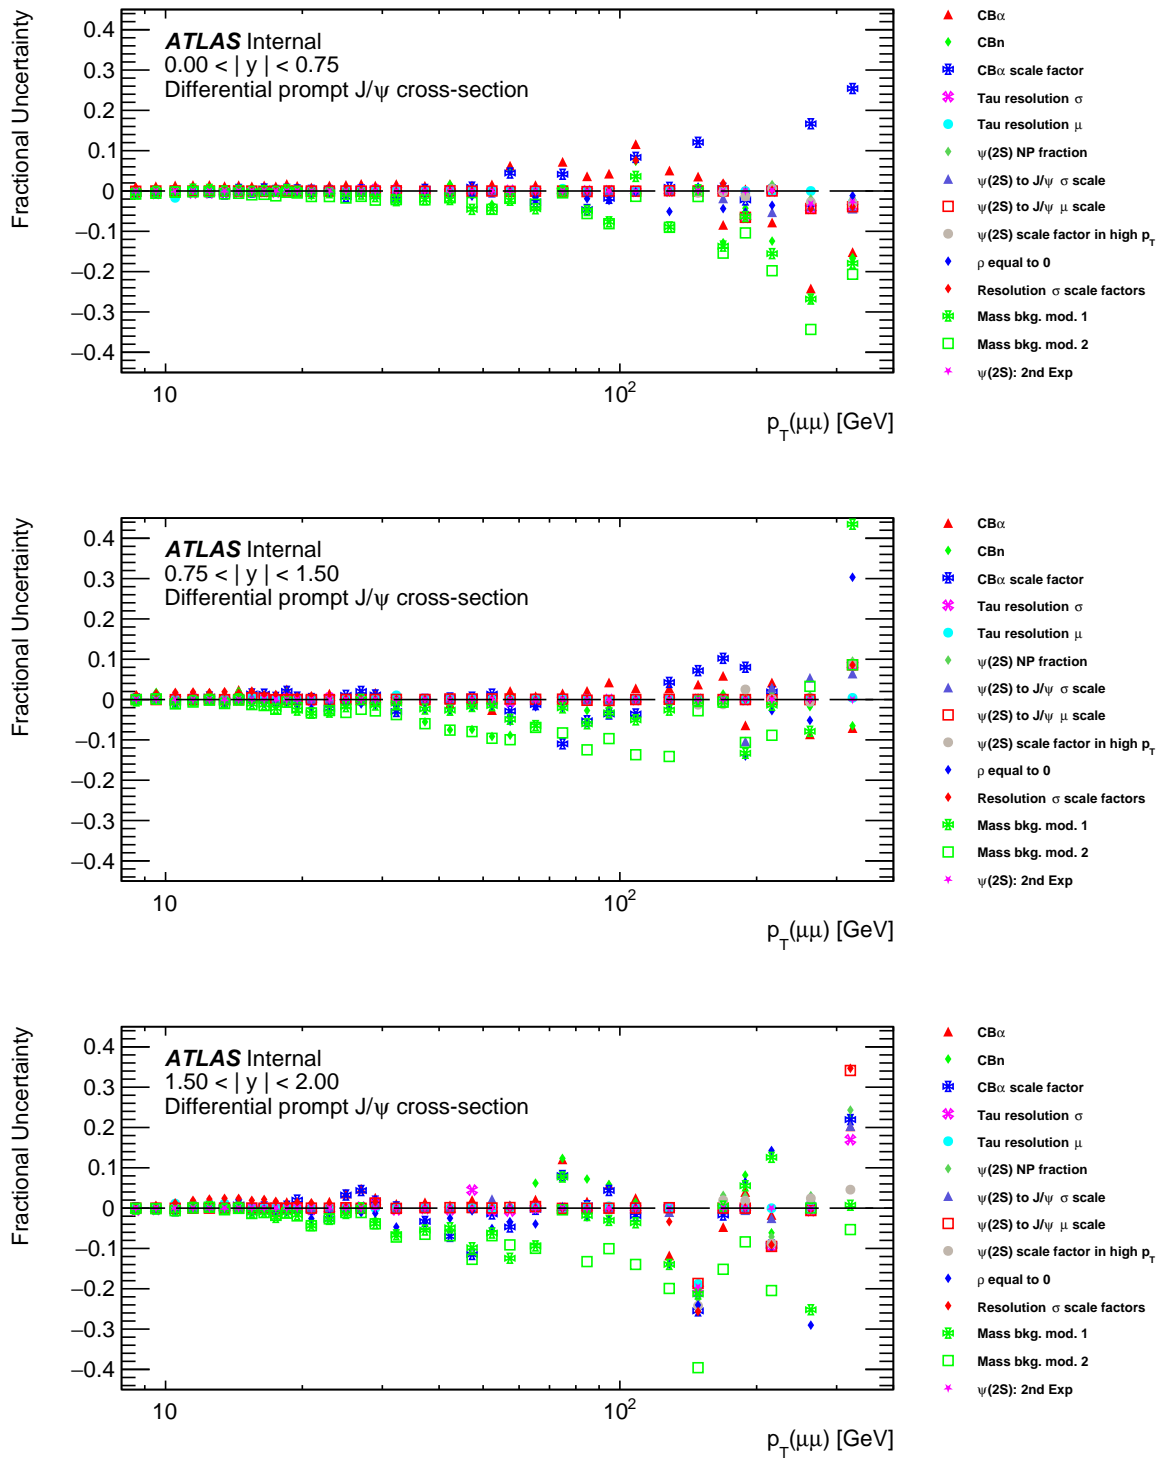 Fractional Uncertainty
0.4
0.3
0.2
0.1
0
−0.1
−0.2
−0.3
−0.4
ATLAS Internal
0.00 < | y | < 0.75
Differential prompt J/ψ cross-section
10
10²
p_T(μμ) [GeV]
CBα
CBn
CBα scale factor
Tau resolution σ
Tau resolution μ
ψ(2S) NP fraction
ψ(2S) to J/ψ σ scale
ψ(2S) to J/ψ μ scale
ψ(2S) scale factor in high p_T
ρ equal to 0
Resolution σ scale factors
Mass bkg. mod. 1
Mass bkg. mod. 2
ψ(2S): 2nd Exp
Fractional Uncertainty
0.4
0.3
0.2
0.1
0
−0.1
−0.2
−0.3
−0.4
ATLAS Internal
0.75 < | y | < 1.50
Differential prompt J/ψ cross-section
10
10²
p_T(μμ) [GeV]
CBα
CBn
CBα scale factor
Tau resolution σ
Tau resolution μ
ψ(2S) NP fraction
ψ(2S) to J/ψ σ scale
ψ(2S) to J/ψ μ scale
ψ(2S) scale factor in high p_T
ρ equal to 0
Resolution σ scale factors
Mass bkg. mod. 1
Mass bkg. mod. 2
ψ(2S): 2nd Exp
Fractional Uncertainty
0.4
0.3
0.2
0.1
0
−0.1
−0.2
−0.3
−0.4
ATLAS Internal
1.50 < | y | < 2.00
Differential prompt J/ψ cross-section
10
10²
p_T(μμ) [GeV]
CBα
CBn
CBα scale factor
Tau resolution σ
Tau resolution μ
ψ(2S) NP fraction
ψ(2S) to J/ψ σ scale
ψ(2S) to J/ψ μ scale
ψ(2S) scale factor in high p_T
ρ equal to 0
Resolution σ scale factors
Mass bkg. mod. 1
Mass bkg. mod. 2
ψ(2S): 2nd Exp